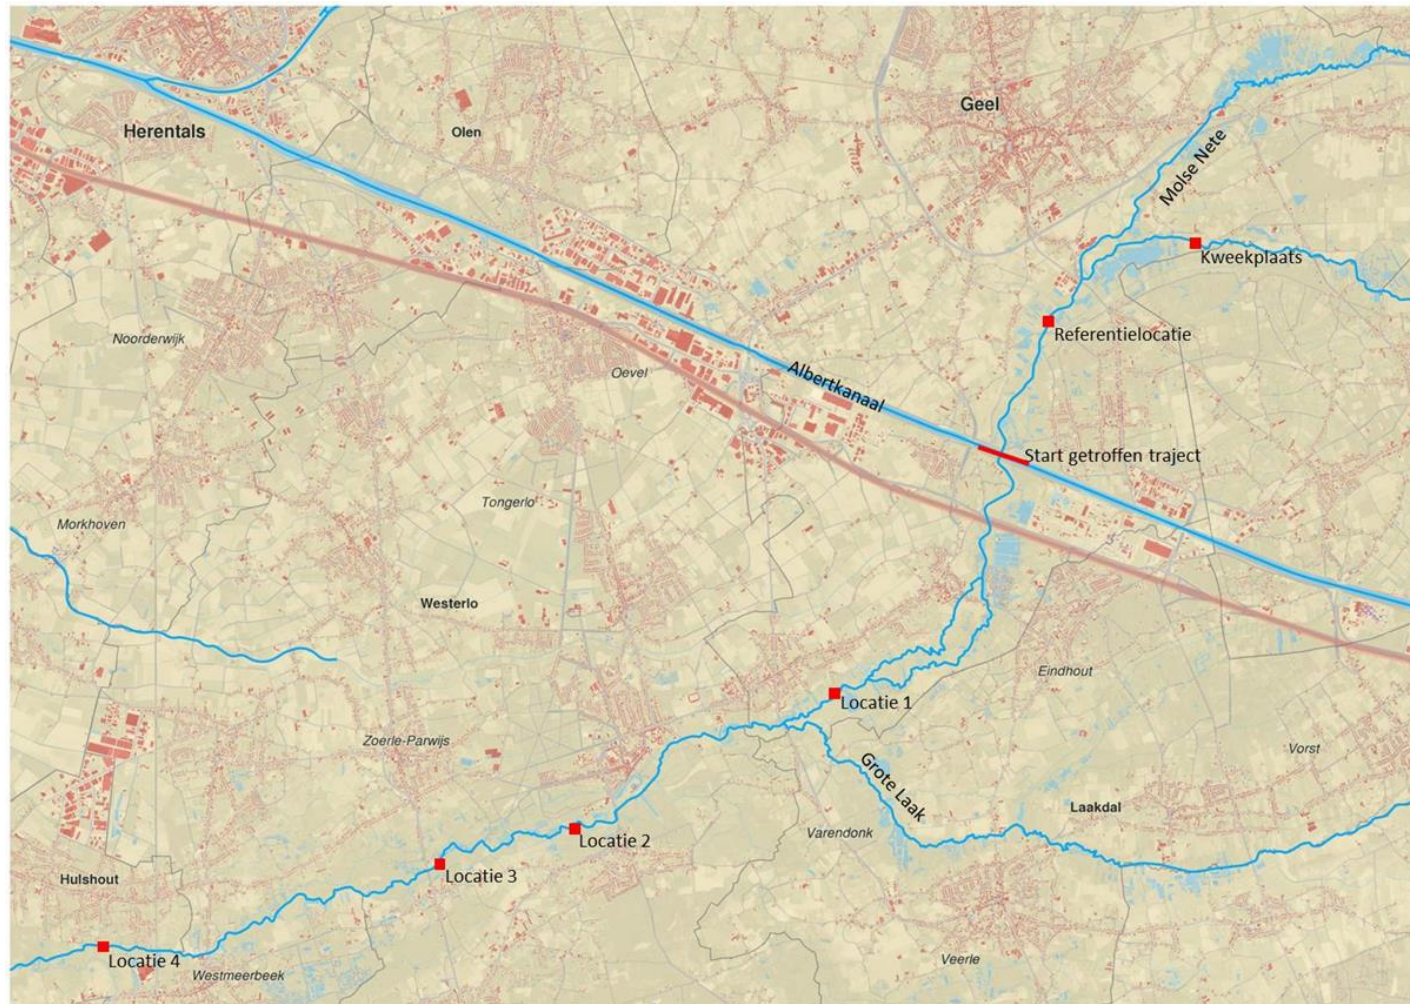 Geel
Herentals
Olen
Molse Nete
Kweekplaats
Referentielocatie
Noorderwijk
Oevel
Albertkanaal
Start getroffen traject
Tongerlo
Morkhoven
Westerlo
Eindhout
Locatie 1
Zoerle-Parwijs
Vorst
Grote Laak
Laakdal
Varendonk
Locatie 2
Locatie 3
Hulshout
Locatie 4
Veerle
Westmeerbeek